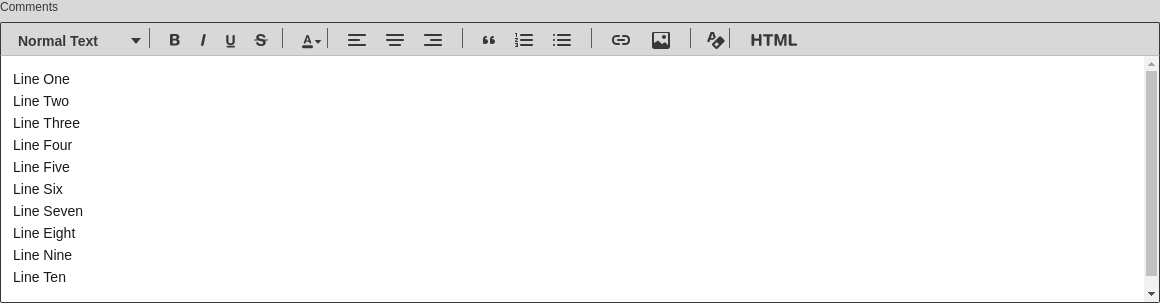 Comments
Normal Text B I U S A HTML
Line One
Line Two
Line Three
Line Four
Line Five
Line Six
Line Seven
Line Eight
Line Nine
Line Ten